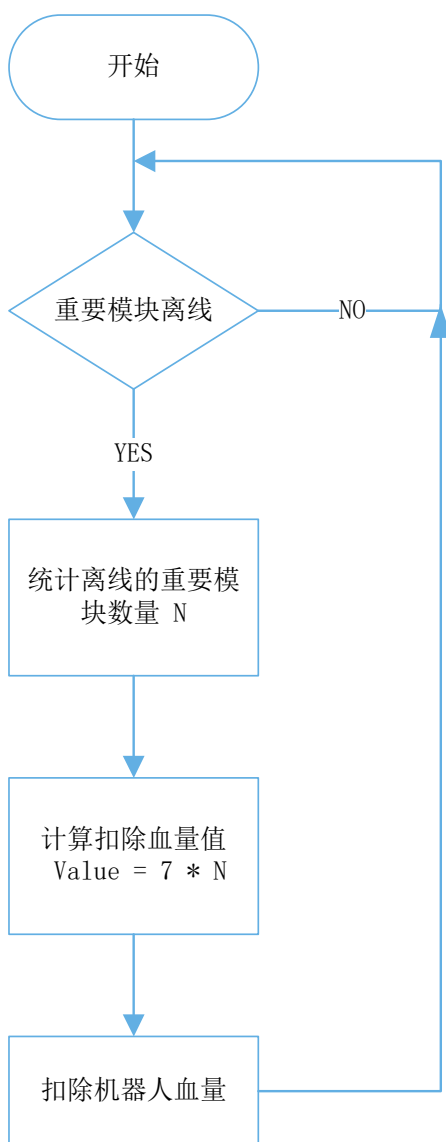 开始
重要模块离线
NO
YES
统计离线的重要模
块数量 N
计算扣除血量值
Value = 7 * N
扣除机器人血量